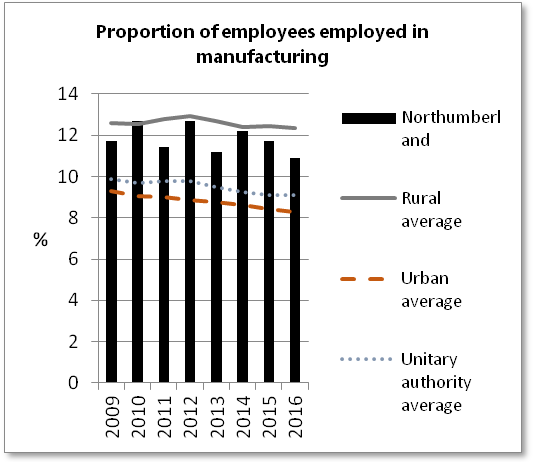 Proportion of employees employed in
manufacturing
14
12
10
8
6
4
2
0
%
2009
2010
2011
2012
2013
2014
2015
2016
Northumberl
and
Rural
average
Urban
average
Unitary
authority
average